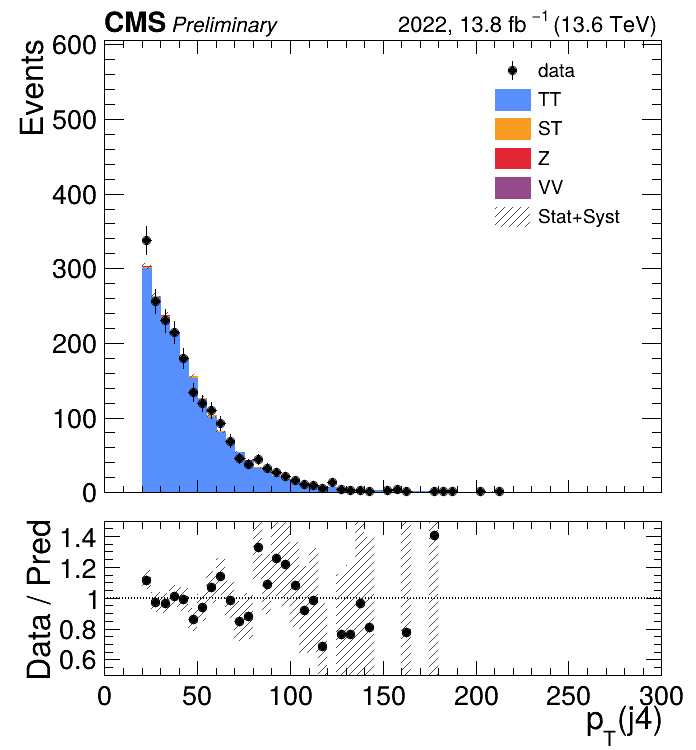 CMS Preliminary 2022, 13.8 fb⁻¹ (13.6 TeV)
Events
600
500
400
300
200
100
0
data
TT
ST
Z
VV
Stat+Syst
Data / Pred
1.4
1.2
1
0.8
0.6
0 50 100 150 200 250 300
p_T(j4)